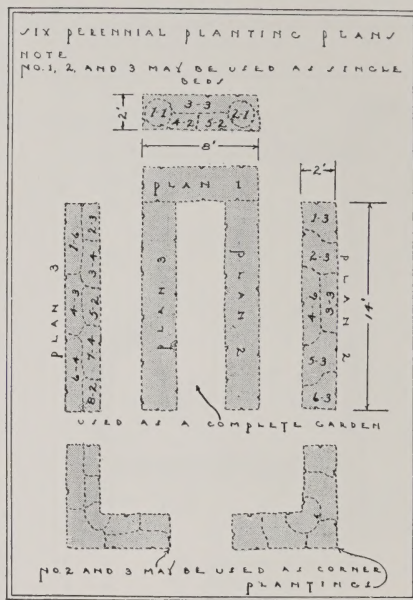 SIX PERENNIAL PLANTING PLANS
NOTE
NO. 1, 2, AND 3 MAY BE USED AS SINGLE
BEDS
2'
1-1
3-3
2-1
4-2
5-2
8'
PLAN 1
2'
PLAN 3
1-6
2-3
3-4
4-3
5-2
6-4
7-4
8-2
PLAN 3
PLAN 2
1-3
2-3
4-6
3-3
5-3
6-3
PLAN 2
14'
USED AS A COMPLETE GARDEN
NO. 2 AND 3 MAY BE USED AS CORNER
PLANTINGS